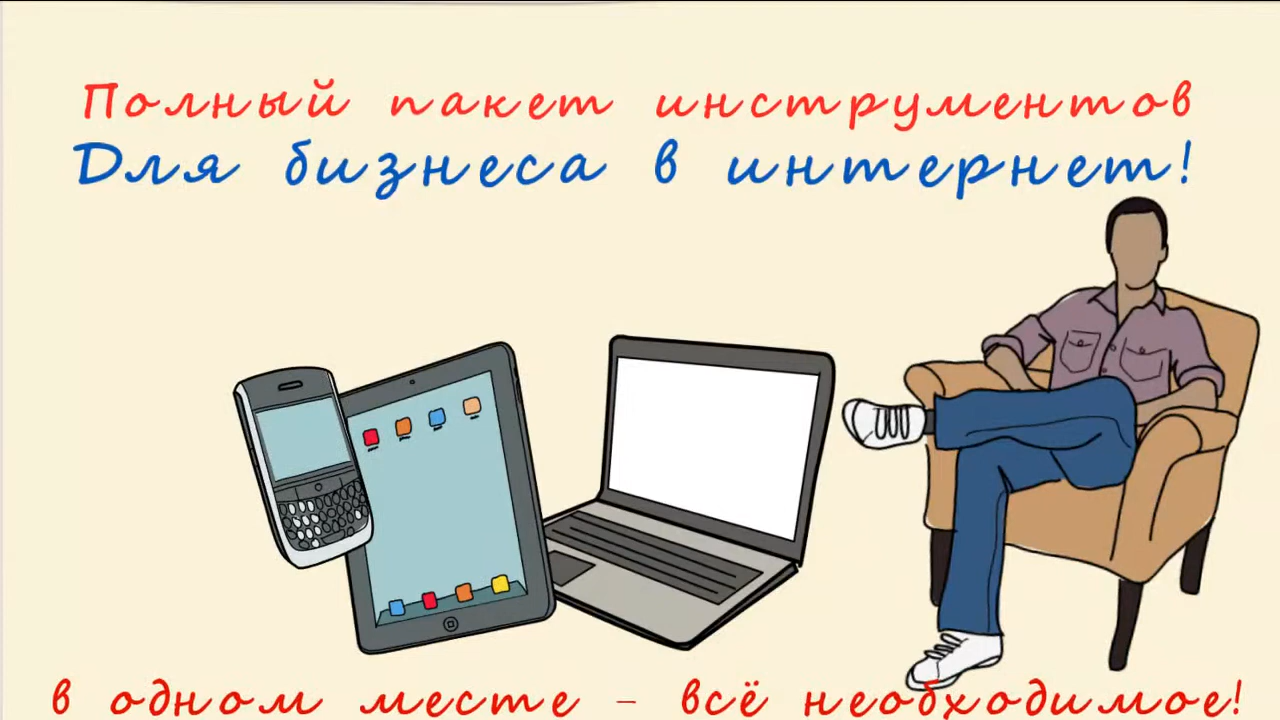 Полный пакет инструментов
Для бизнеса в интернет!
в одном месте - всё необходимое!